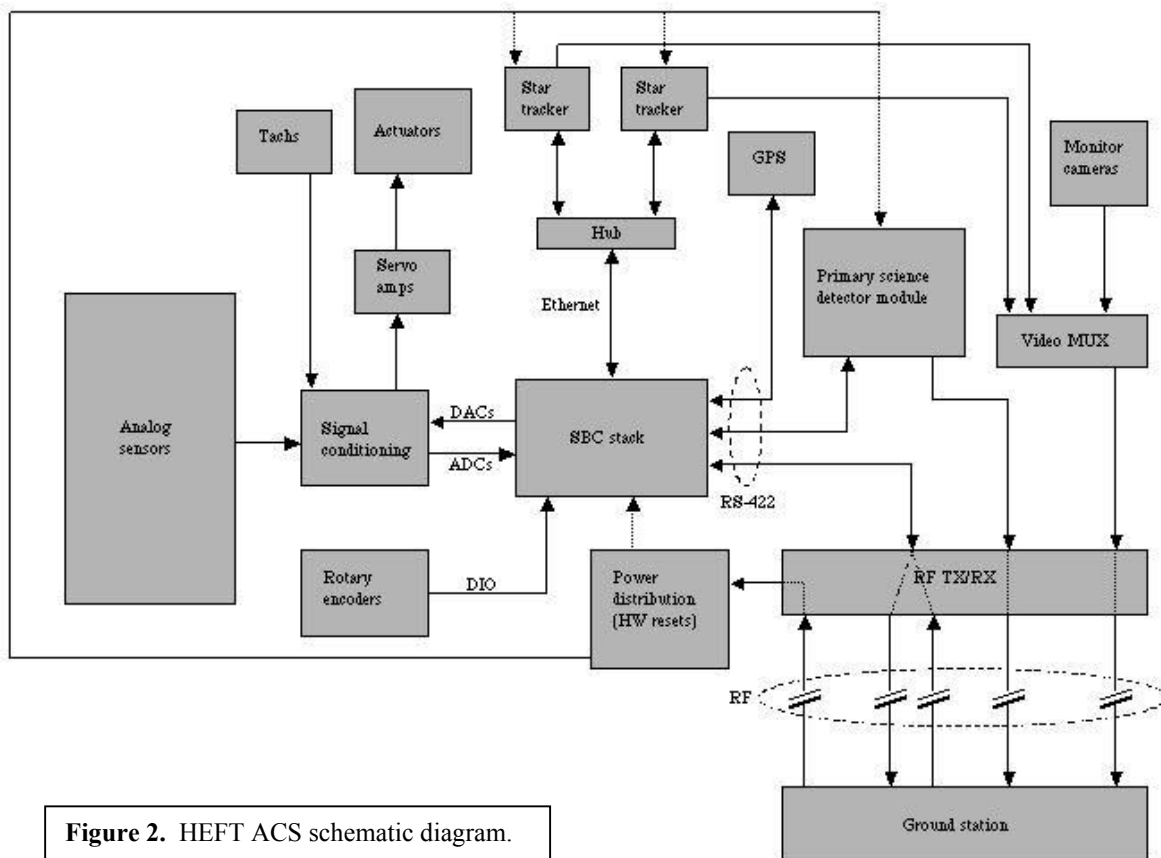 Star
tracker
Star
tracker
Tachs
Actuators
GPS
Monitor
cameras
Hub
Servo
amps
Primary science
detector module
Ethernet
Video MUX
Analog
sensors
Signal
conditioning
DACs
ADCs
SBC stack
RS-422
Rotary
encoders
DIO
Power
distribution
(HW resets)
RF TX/RX
RF
Ground station
Figure 2. HEFT ACS schematic diagram.